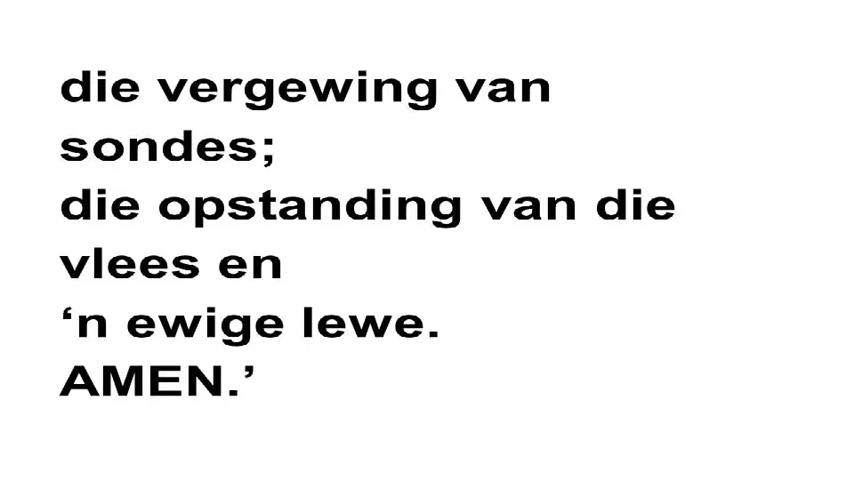 die vergewing van
sondes;
die opstanding van die
vlees en
‘n ewige lewe.
AMEN.’